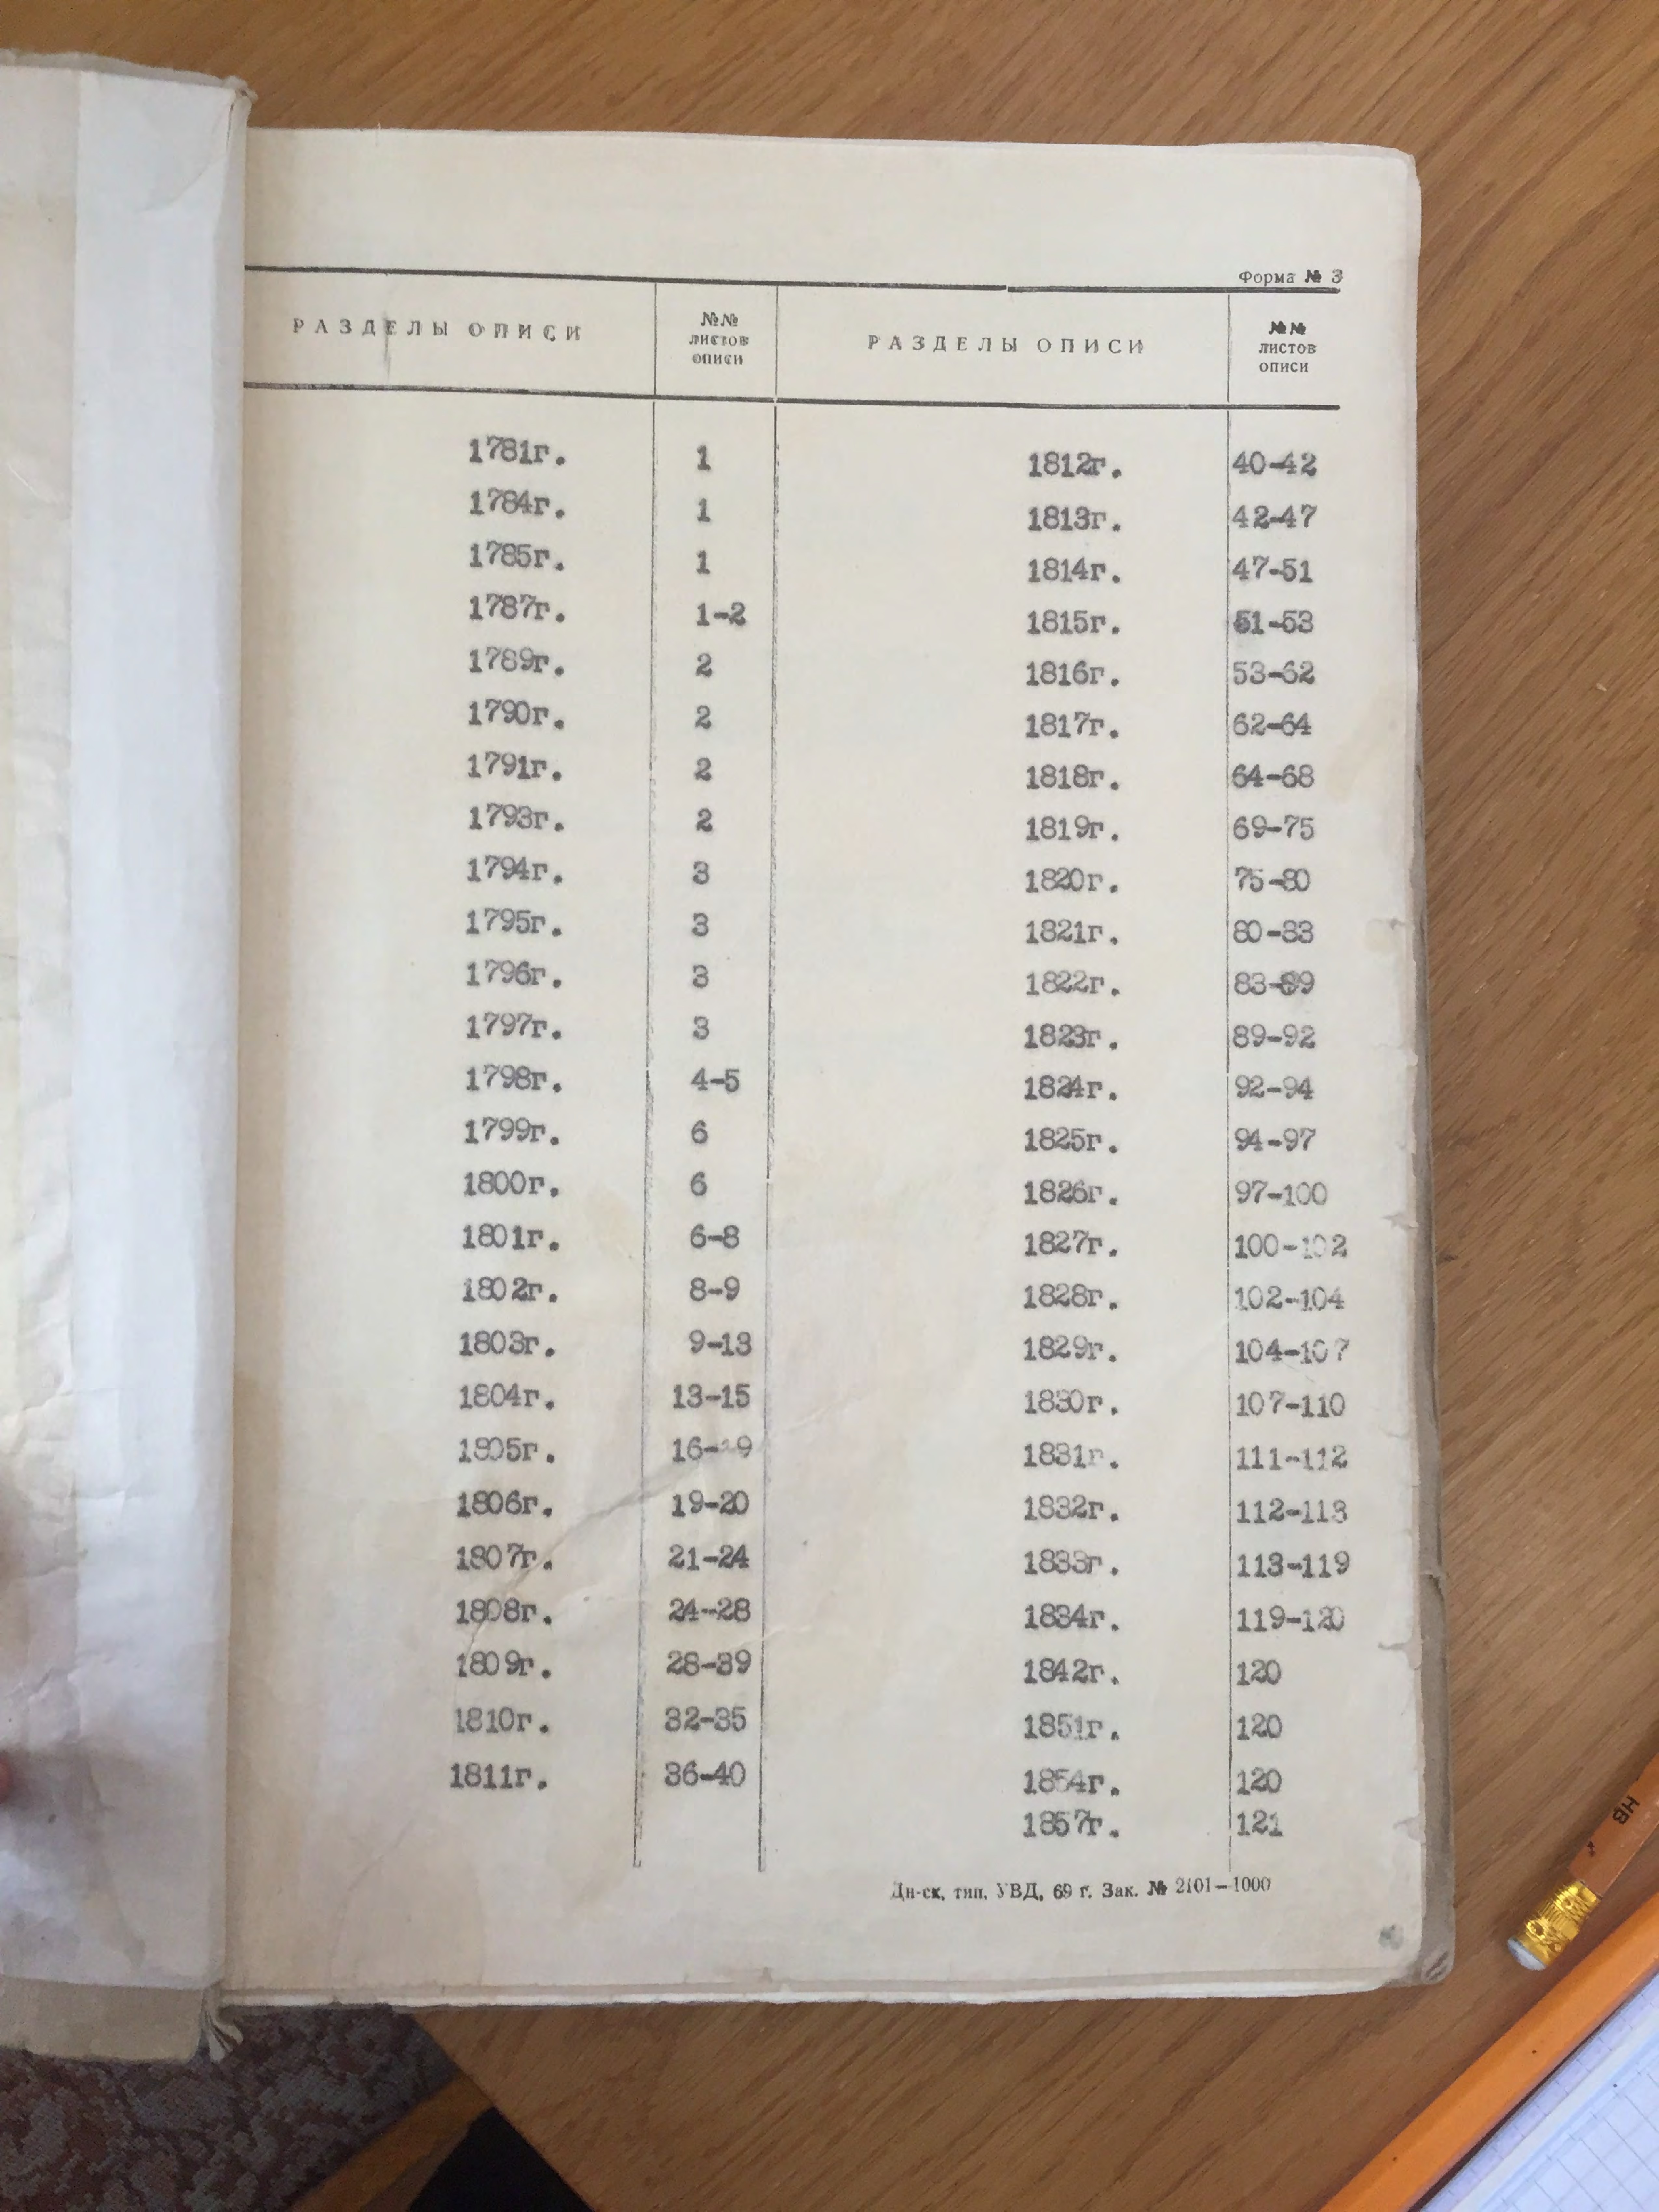 Форма № 3
РАЗДЕЛЫ ОПИСИ
№№
листов
описи
РАЗДЕЛЫ ОПИСИ
№№
листов
описи
1781г. 1
1784г. 1
1785г. 1
1787г. 1-2
1789г. 2
1790г. 2
1791г. 2
1793г. 2
1794г. 3
1795г. 3
1796г. 3
1797г. 3
1798г. 4-5
1799г. 6
1800г. 6
1801г. 6-8
1802г. 8-9
1803г. 9-13
1804г. 13-15
1805г. 16-19
1806г. 19-20
1807г. 21-24
1808г. 24-28
1809г. 28-39
1810г. 32-35
1811г. 36-40
1812г. 40-42
1813г. 42-47
1814г. 47-51
1815г. 51-53
1816г. 53-62
1817г. 62-64
1818г. 64-68
1819г. 69-75
1820г. 75-80
1821г. 80-83
1822г. 83-89
1823г. 89-92
1824г. 92-94
1825г. 94-97
1826г. 97-100
1827г. 100-102
1828г. 102-104
1829г. 104-107
1830г. 107-110
1831г. 111-112
1832г. 112-113
1833г. 113-119
1834г. 119-120
1842г. 120
1851г. 120
1854г. 120
1857г. 121
Дн-ск, тип. УВД, 69 г. Зак. № 2101—1000
HB